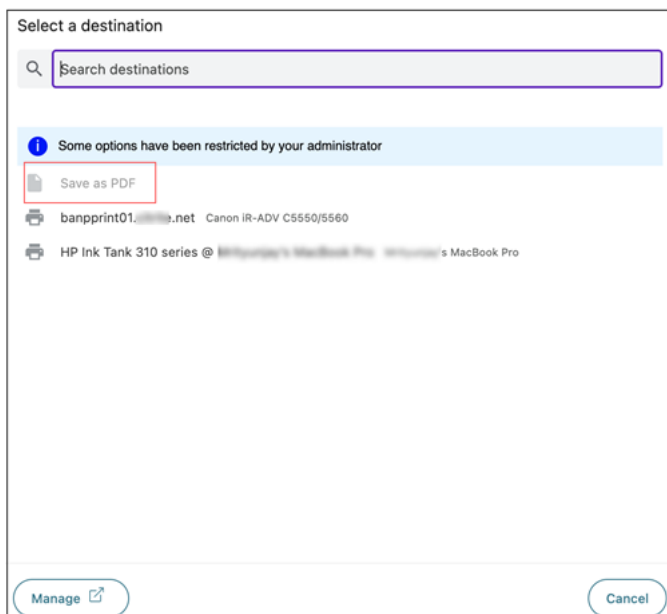 Select a destination
Search destinations
Some options have been restricted by your administrator
Save as PDF
banpprint01. .net Canon iR-ADV C5550/5560
HP Ink Tank 310 series @ 's MacBook Pro
Manage
Cancel